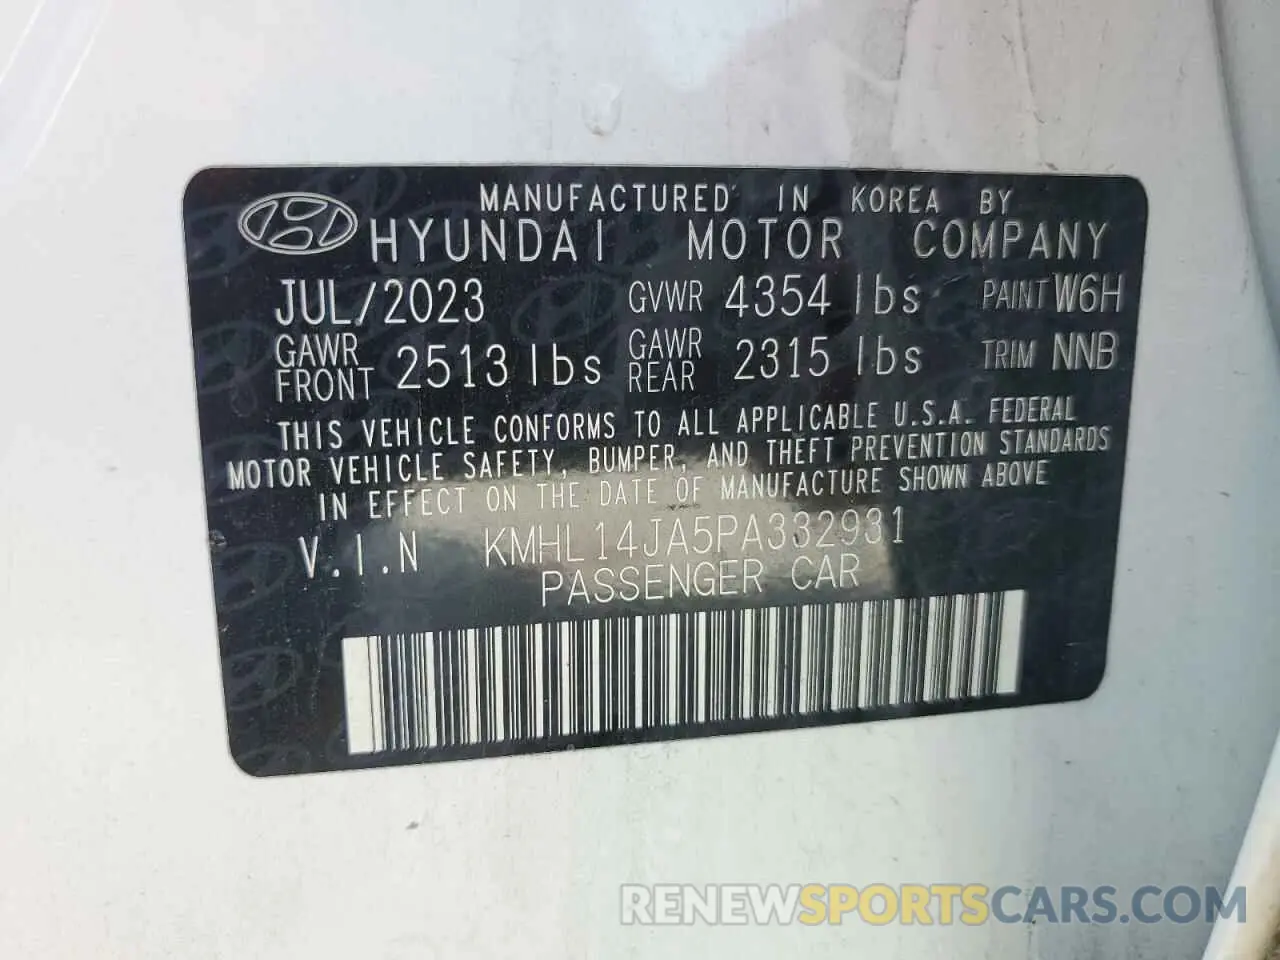 MANUFACTURED IN KOREA BY
HYUNDAI MOTOR COMPANY
JUL/2023 GVWR 4354 lbs PAINT W6H
GAWR FRONT 2513 lbs GAWR REAR 2315 lbs TRIM NNB
THIS VEHICLE CONFORMS TO ALL APPLICABLE U.S.A. FEDERAL
MOTOR VEHICLE SAFETY, BUMPER, AND THEFT PREVENTION STANDARDS
IN EFFECT ON THE DATE OF MANUFACTURE SHOWN ABOVE
V.I.N KMHL14JA5PA332931
PASSENGER CAR
RENEWSPORTSCARS.COM